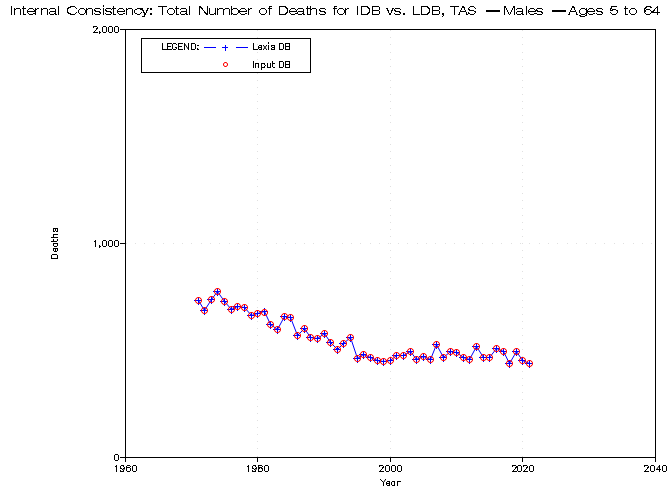 Internal Consistency: Total Number of Deaths for IDB vs. LDB, TAS — Males — Ages 5 to 64
2,000
LEGEND: Lexis DB
Input DB
Deaths
1,000
0
1960 1980 2000 2020 2040
Year